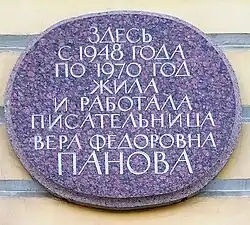 ЗДЕСЬ
С 1948 ГОДА
ПО 1970 ГОД
ЖИЛА
И РАБОТАЛА
ПИСАТЕЛЬНИЦА
ВЕРА ФЕДОРОВНА
ПАНОВА